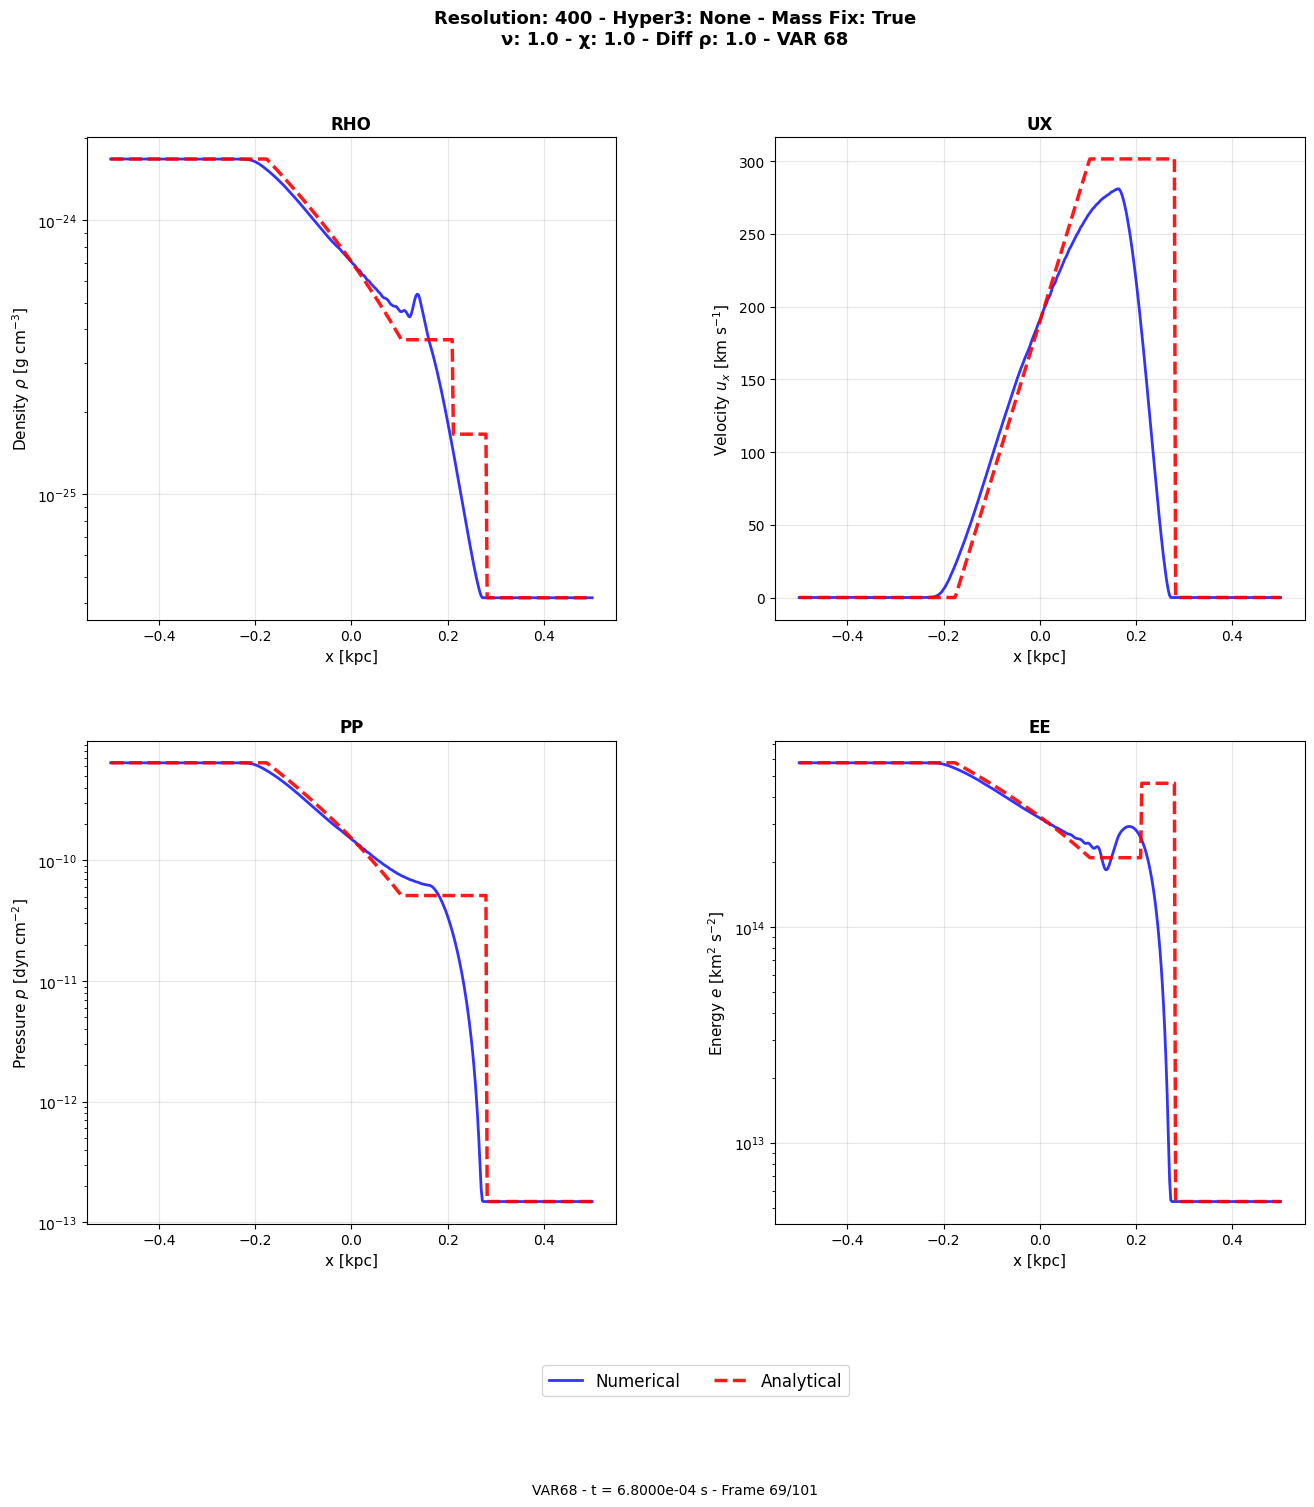 Resolution: 400 - Hyper3: None - Mass Fix: True
ν: 1.0 - χ: 1.0 - Diff ρ: 1.0 - VAR 68
RHO
Density ρ [g cm⁻³]
10⁻²⁴
10⁻²⁵
−0.4 −0.2 0.0 0.2 0.4
x [kpc]
UX
Velocity uₓ [km s⁻¹]
300
250
200
150
100
50
0
−0.4 −0.2 0.0 0.2 0.4
x [kpc]
PP
Pressure p [dyn cm⁻²]
10⁻¹⁰
10⁻¹¹
10⁻¹²
10⁻¹³
−0.4 −0.2 0.0 0.2 0.4
x [kpc]
EE
Energy e [km² s⁻²]
10¹⁴
10¹³
−0.4 −0.2 0.0 0.2 0.4
x [kpc]
Numerical Analytical
VAR68 - t = 6.8000e-04 s - Frame 69/101